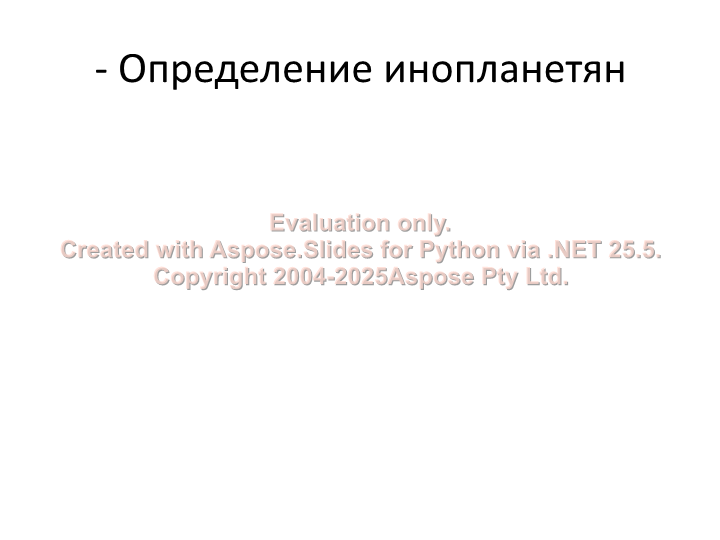 - Определение инопланетян
Evaluation only.
Created with Aspose.Slides for Python via .NET 25.5.
Copyright 2004-2025Aspose Pty Ltd.